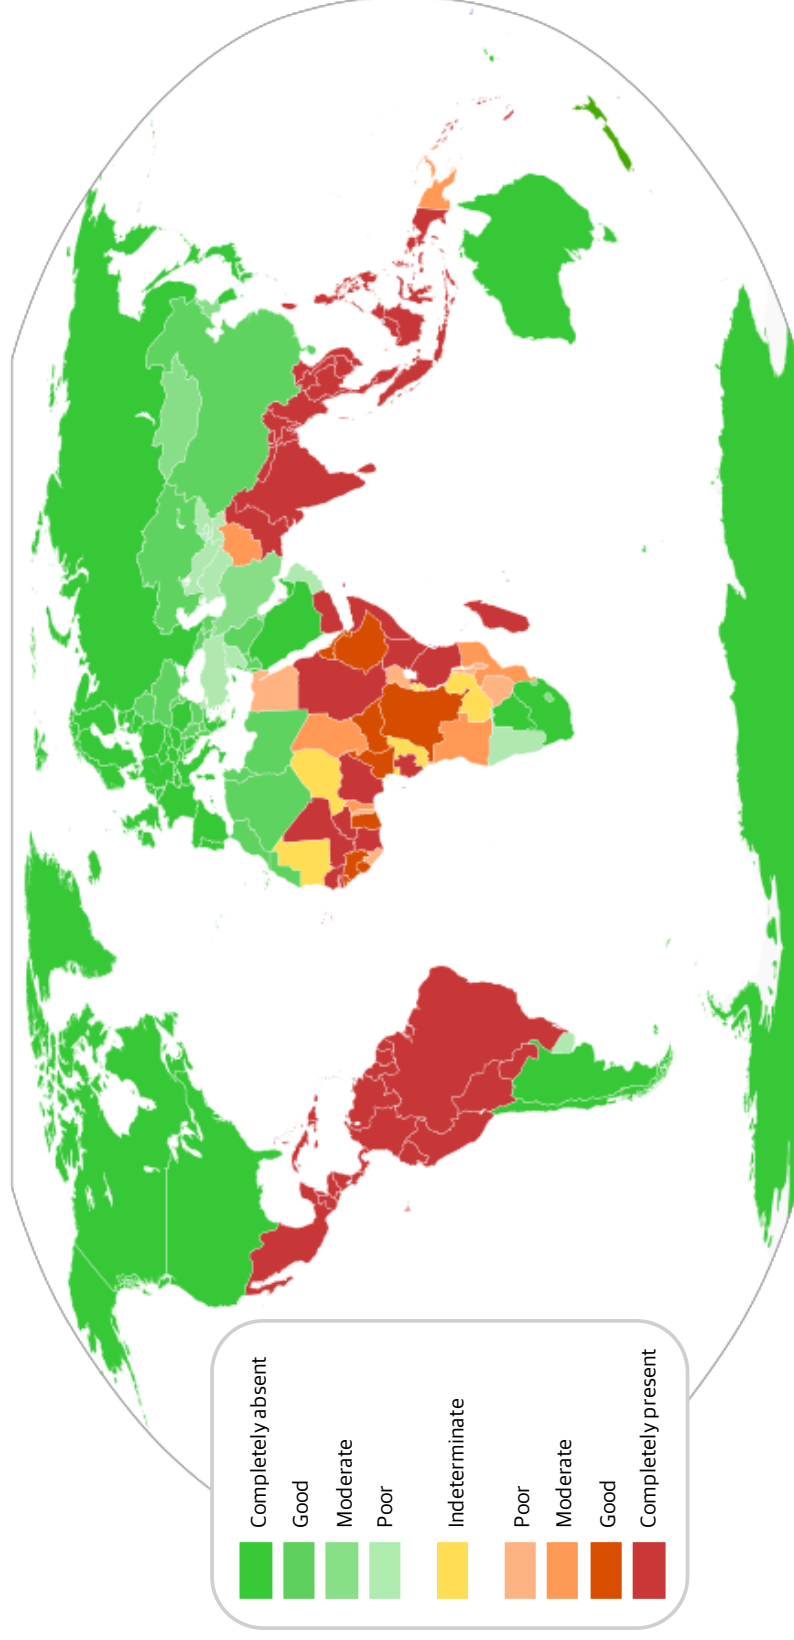 Completely absent
Good
Moderate
Poor
Indeterminate
Poor
Moderate
Good
Completely present